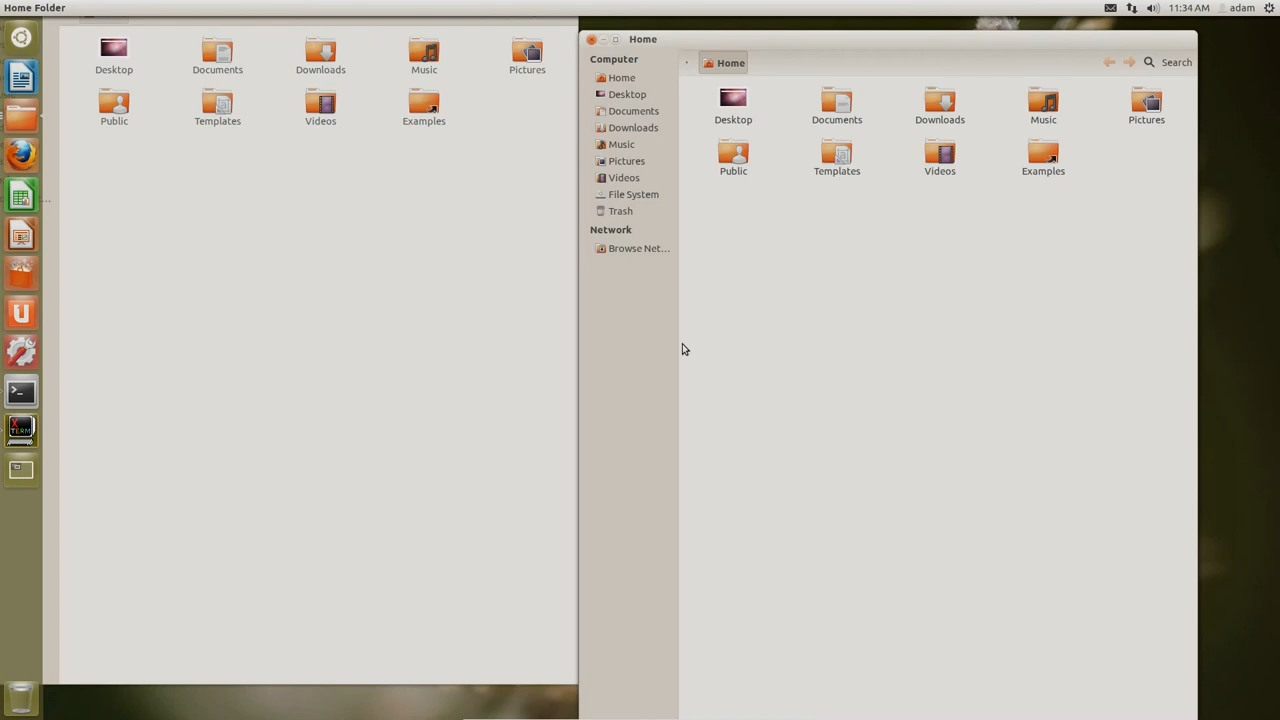 Home Folder
11:34 AM
adam
Desktop
Documents
Downloads
Music
Pictures
Public
Templates
Videos
Examples
Home
Computer
Home
Desktop
Documents
Downloads
Music
Pictures
Videos
File System
Trash
Network
Browse Net...
Home
Search
Desktop
Documents
Downloads
Music
Pictures
Public
Templates
Videos
Examples
X
TERM
...